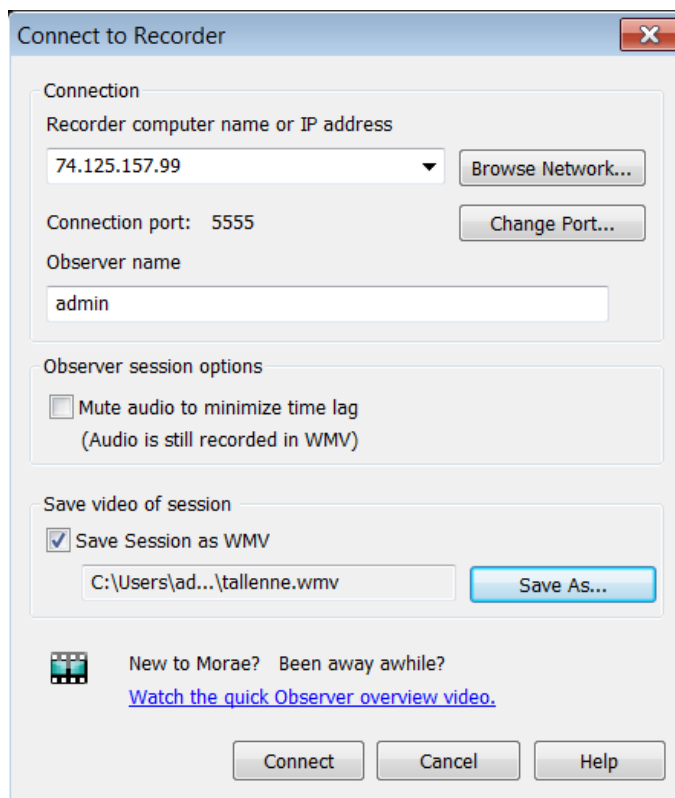 Connect to Recorder
Connection
Recorder computer name or IP address
74.125.157.99
Browse Network...
Connection port: 5555
Change Port...
Observer name
admin
Observer session options
Mute audio to minimize time lag
(Audio is still recorded in WMV)
Save video of session
Save Session as WMV
C:\Users\ad...\tallenne.wmv
Save As...
New to Morae? Been away awhile?
Watch the quick Observer overview video.
Connect
Cancel
Help